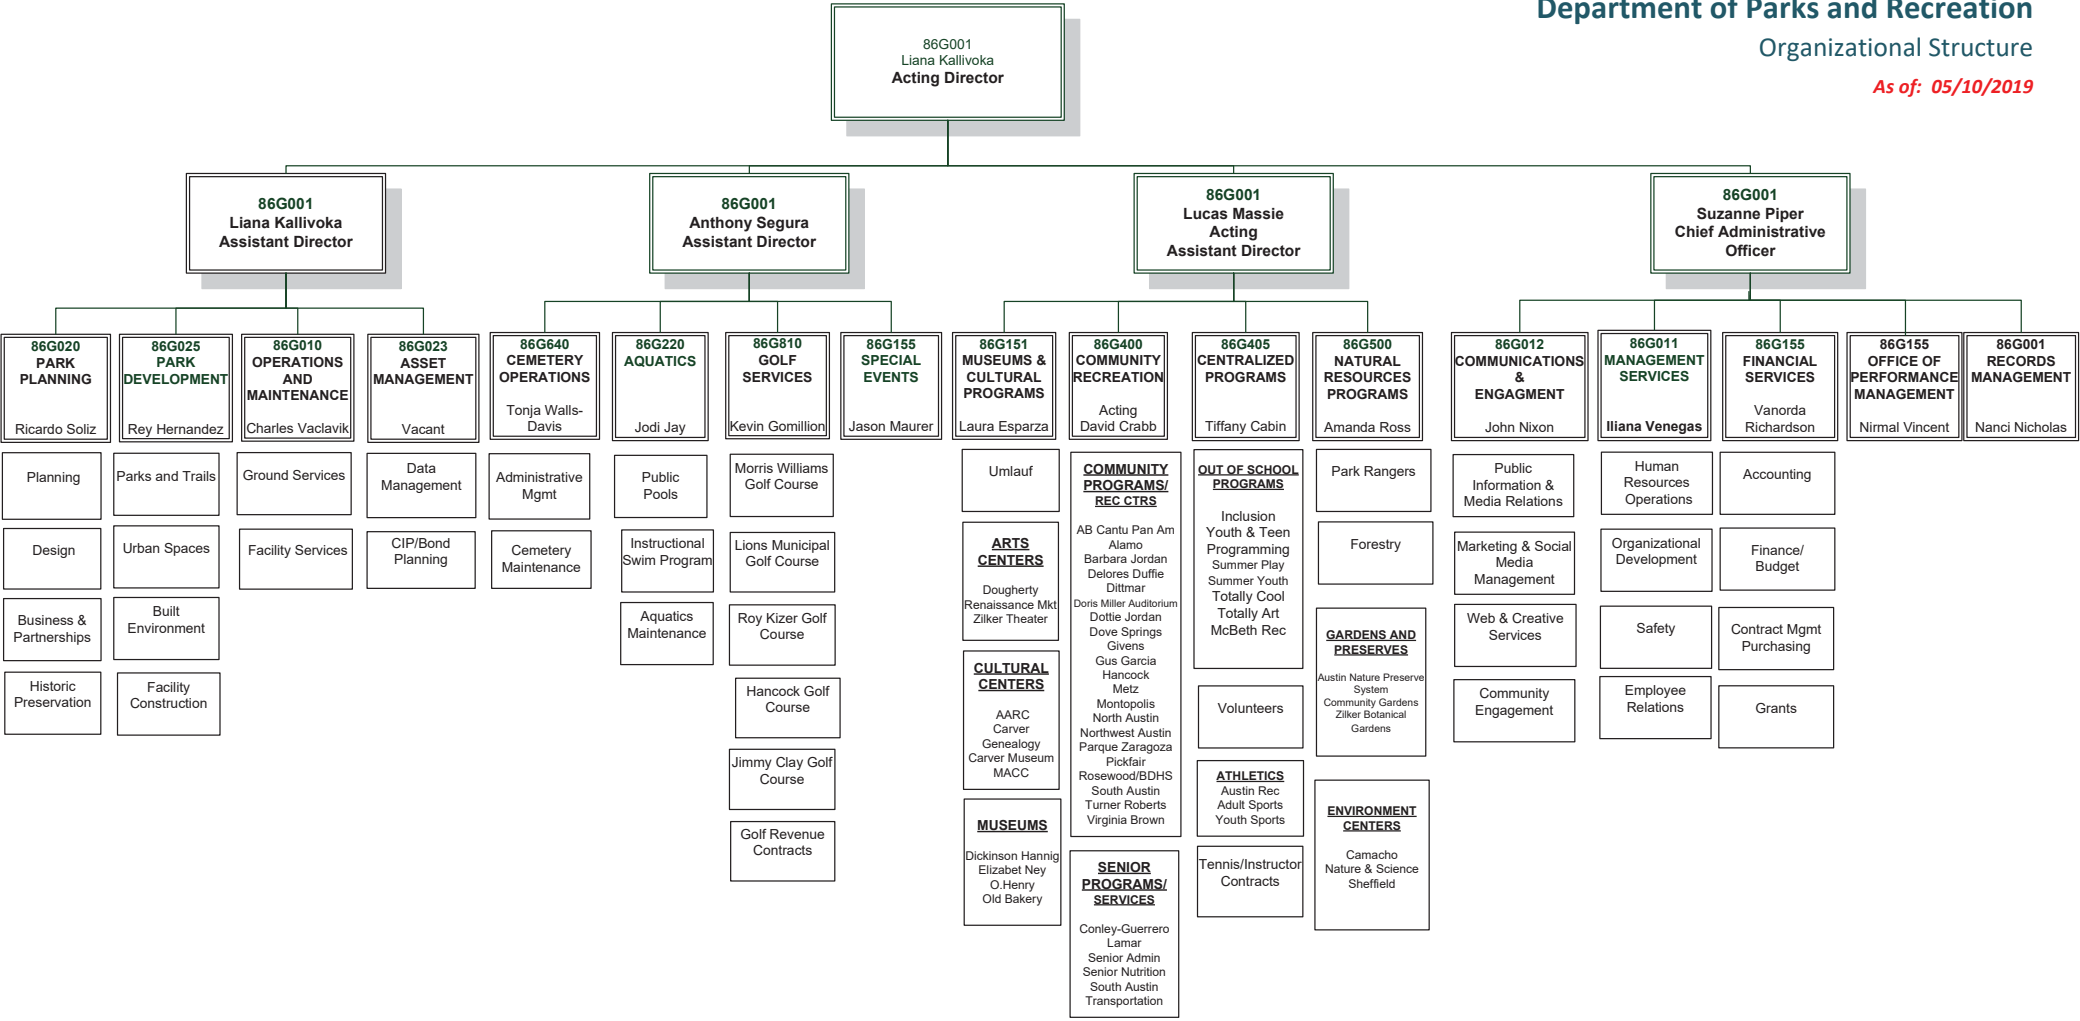 Department of Parks and Recreation
Organizational Structure
As of:  05/10/2019
86G001
Liana Kallivoka
Acting Director
86G001
Liana Kallivoka
Assistant Director
86G001
Anthony Segura
Assistant Director
86G001
Lucas Massie
Acting
Assistant Director
86G001
Suzanne Piper
Chief Administrative
Officer
86G020
PARK
PLANNING
Ricardo Soliz
Planning
Design
Business &
Partnerships
Historic
Preservation
86G025
PARK
DEVELOPMENT
Rey Hernandez
Parks and Trails
Urban Spaces
Built
Environment
Facility
Construction
86G010
OPERATIONS
AND
MAINTENANCE
Charles Vaclavik
Ground Services
Facility Services
86G023
ASSET
MANAGEMENT
Vacant
Data
Management
CIP/Bond
Planning
86G640
CEMETERY
OPERATIONS
Tonja Walls-
Davis
Administrative
Mgmt
Cemetery
Maintenance
86G220
AQUATICS
Jodi Jay
Public
Pools
Instructional
Swim Program
Aquatics
Maintenance
86G810
GOLF
SERVICES
Kevin Gomillion
Morris Williams
Golf Course
Lions Municipal
Golf Course
Roy Kizer Golf
Course
Hancock Golf
Course
Jimmy Clay Golf
Course
Golf Revenue
Contracts
86G155
SPECIAL
EVENTS
Jason Maurer
86G151
MUSEUMS &
CULTURAL
PROGRAMS
Laura Esparza
Umlauf
ARTS
CENTERS
Dougherty
Renaissance Mkt
Zilker Theater
CULTURAL
CENTERS
AARC
Carver
Genealogy
Carver Museum
MACC
MUSEUMS
Dickinson Hannig
Elizabet Ney
O.Henry
Old Bakery
86G400
COMMUNITY
RECREATION
Acting
David Crabb
COMMUNITY
PROGRAMS/
REC CTRS
AB Cantu Pan Am
Alamo
Barbara Jordan
Delores Duffie
Dittmar
Doris Miller Auditorium
Dottie Jordan
Dove Springs
Givens
Gus Garcia
Hancock
Metz
Montopolis
North Austin
Northwest Austin
Parque Zaragoza
Pickfair
Rosewood/BDHS
South Austin
Turner Roberts
Virginia Brown
SENIOR
PROGRAMS/
SERVICES
Conley-Guerrero
Lamar
Senior Admin
Senior Nutrition
South Austin
Transportation
86G405
CENTRALIZED
PROGRAMS
Tiffany Cabin
OUT OF SCHOOL
PROGRAMS
Inclusion
Youth & Teen
Programming
Summer Play
Summer Youth
Totally Cool
Totally Art
McBeth Rec
Volunteers
ATHLETICS
Austin Rec
Adult Sports
Youth Sports
Tennis/Instructor
Contracts
86G500
NATURAL
RESOURCES
PROGRAMS
Amanda Ross
Park Rangers
Forestry
GARDENS AND
PRESERVES
Austin Nature Preserve
System
Community Gardens
Zilker Botanical
Gardens
ENVIRONMENT
CENTERS
Camacho
Nature & Science
Sheffield
86G012
COMMUNICATIONS
&
ENGAGMENT
John Nixon
Public
Information &
Media Relations
Marketing & Social
Media
Management
Web & Creative
Services
Community
Engagement
86G011
MANAGEMENT
SERVICES
Iliana Venegas
Human
Resources
Operations
Organizational
Development
Safety
Employee
Relations
86G155
FINANCIAL
SERVICES
Vanorda
Richardson
Accounting
Finance/
Budget
Contract Mgmt
Purchasing
Grants
86G155
OFFICE OF
PERFORMANCE
MANAGEMENT
Nirmal Vincent
86G001
RECORDS
MANAGEMENT
Nanci Nicholas